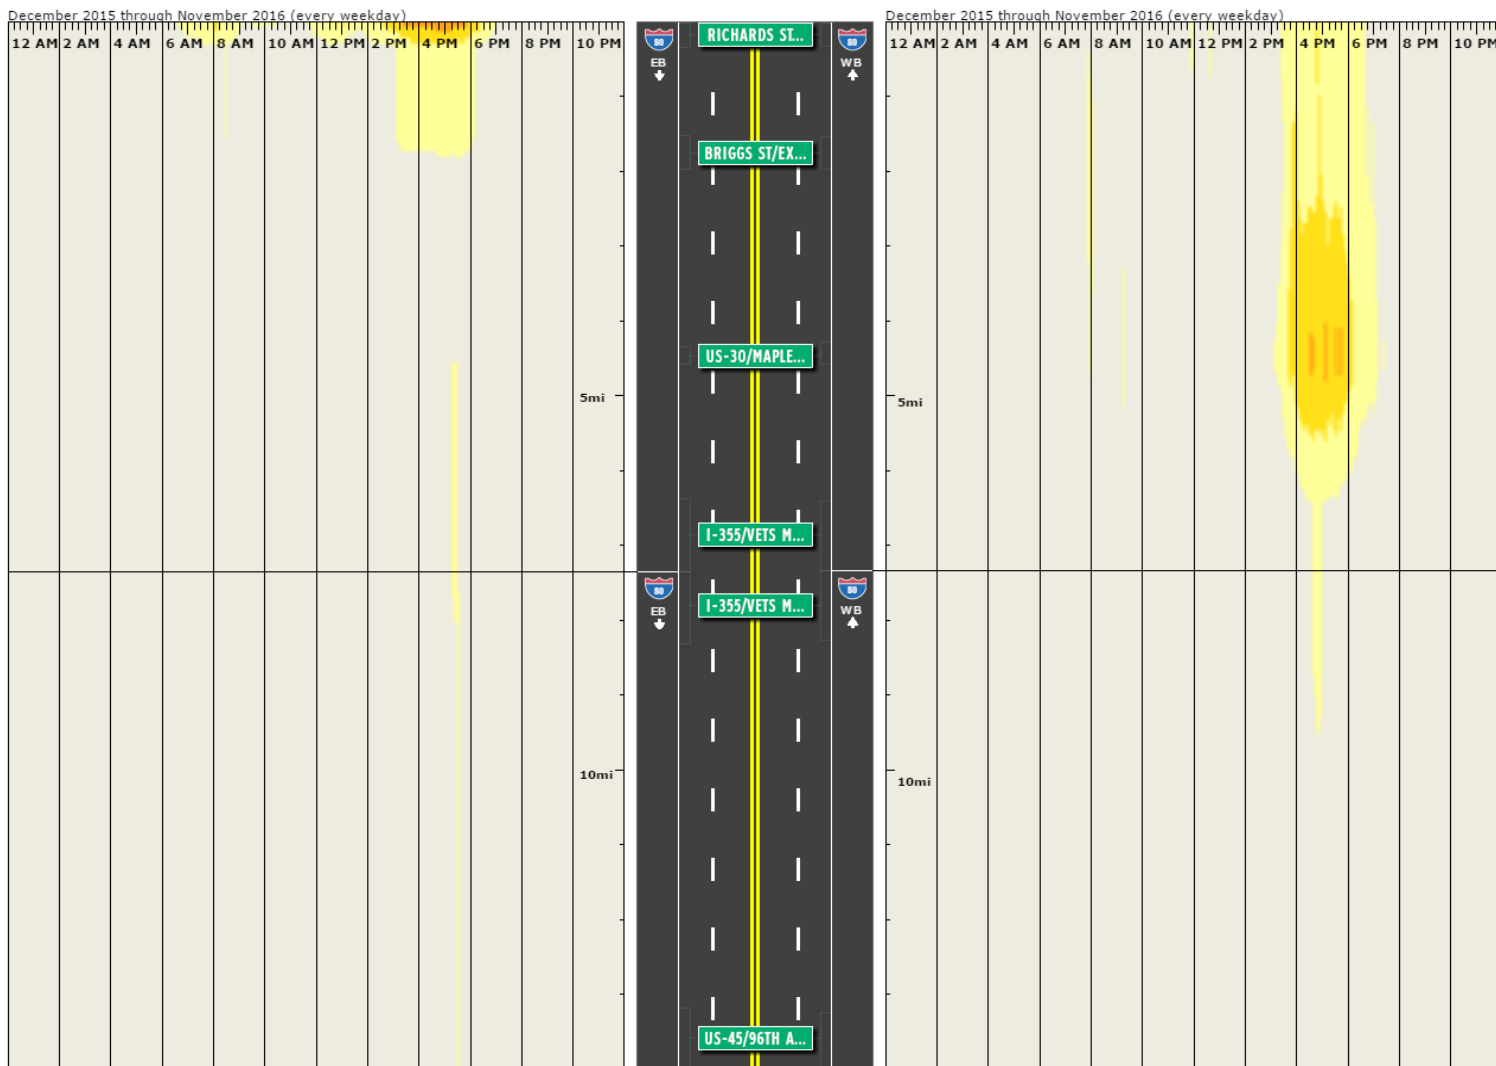 December 2015 through November 2016 (every weekday)
12 AM 2 AM 4 AM 6 AM 8 AM 10 AM 12 PM 2 PM 4 PM 6 PM 8 PM 10 PM
5mi
10mi
80
EB
RICHARDS ST...
80
WB
BRIGGS ST/EX...
US-30/MAPLE...
I-355/VETS M...
80
EB
I-355/VETS M...
80
WB
US-45/96TH A...
December 2015 through November 2016 (every weekday)
12 AM 2 AM 4 AM 6 AM 8 AM 10 AM 12 PM 2 PM 4 PM 6 PM 8 PM 10 PM
5mi
10mi